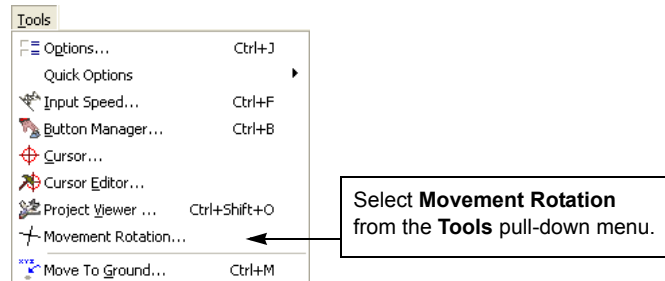 Tools
Options... Ctrl+J
Quick Options
Input Speed... Ctrl+F
Button Manager... Ctrl+B
Cursor...
Cursor Editor...
Project Viewer ... Ctrl+Shift+O
Movement Rotation...
XYZ
Move To Ground... Ctrl+M
Select Movement Rotation
from the Tools pull-down menu.